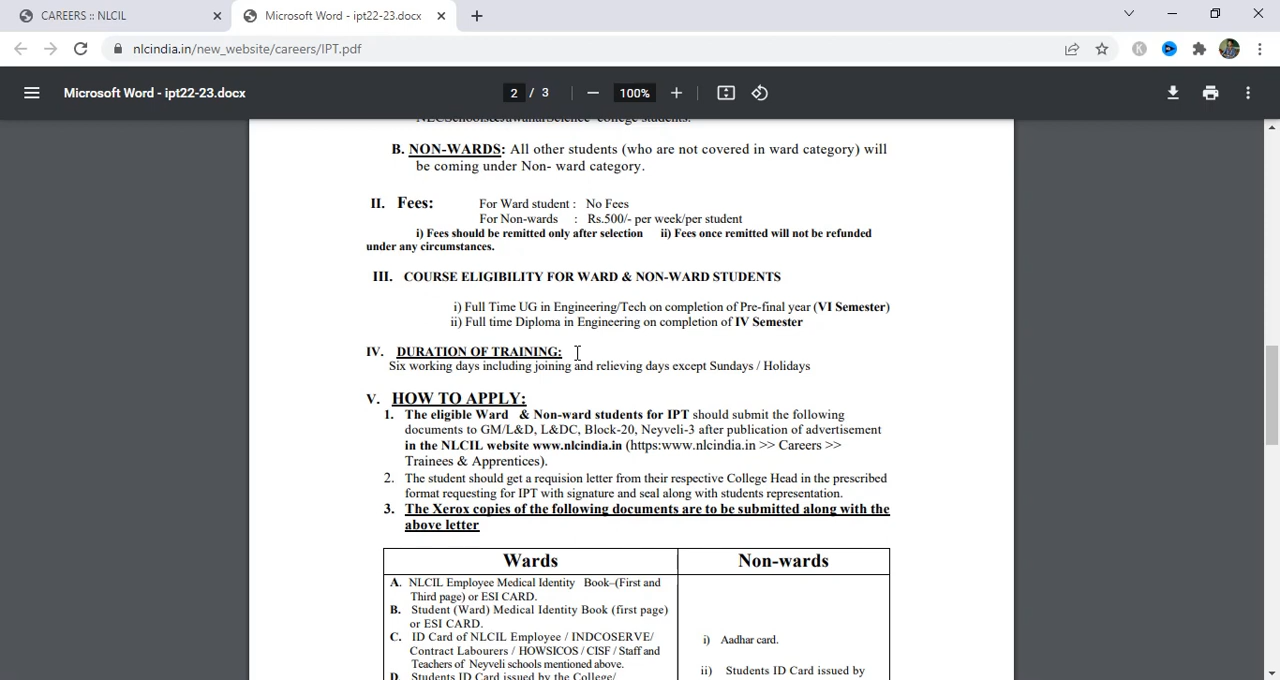 CAREERS :: NLCIL
Microsoft Word - ipt22-23.docx
nlcindia.in/new_website/careers/IPT.pdf
K
Microsoft Word - ipt22-23.docx
2 / 3
100%
NLCSchools&JawaharScience college students.
B. NON-WARDS: All other students (who are not covered in ward category) will
be coming under Non- ward category.
II. Fees: For Ward student : No Fees
For Non-wards : Rs.500/- per week/per student
i) Fees should be remitted only after selection ii) Fees once remitted will not be refunded
under any circumstances.
III. COURSE ELIGIBILITY FOR WARD & NON-WARD STUDENTS
i) Full Time UG in Engineering/Tech on completion of Pre-final year (VI Semester)
ii) Full time Diploma in Engineering on completion of IV Semester
IV. DURATION OF TRAINING:
Six working days including joining and relieving days except Sundays / Holidays
V. HOW TO APPLY:
1. The eligible Ward & Non-ward students for IPT should submit the following
documents to GM/L&D, L&DC, Block-20, Neyveli-3 after publication of advertisement
in the NLCIL website www.nlcindia.in (https:www.nlcindia.in >> Careers >>
Trainees & Apprentices).
2. The student should get a requision letter from their respective College Head in the prescribed
format requesting for IPT with signature and seal along with students representation.
3. The Xerox copies of the following documents are to be submitted along with the
above letter
Wards Non-wards
A. NLCIL Employee Medical Identity Book–(First and
Third page) or ESI CARD.
B. Student (Ward) Medical Identity Book (first page)
or ESI CARD.
C. ID Card of NLCIL Employee / INDCOSERVE/
Contract Labourers / HOWSICOS / CISF / Staff and
Teachers of Neyveli schools mentioned above.
D. Students ID Card issued by the College/
i) Aadhar card.
ii) Students ID Card issued by